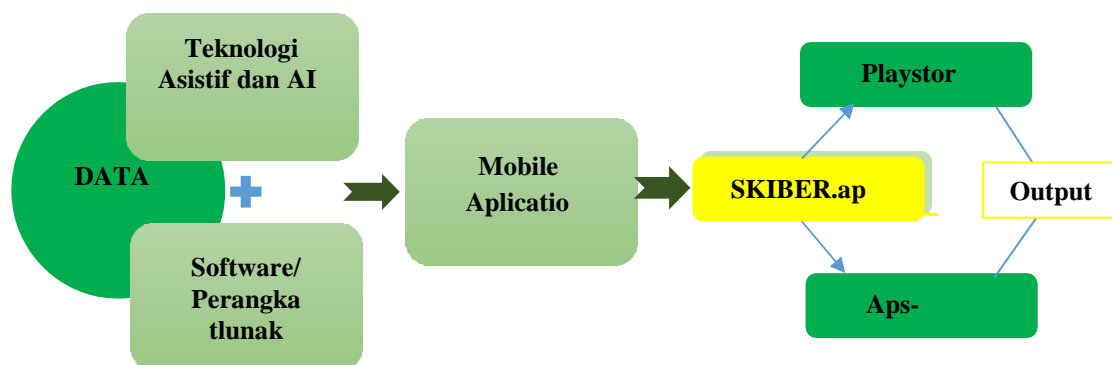 Teknologi
Asistif dan AI
DATA
Software/
Perangka
tlunak
Mobile
Aplicatio
SKIBER.ap
Playstor
Aps-
Output